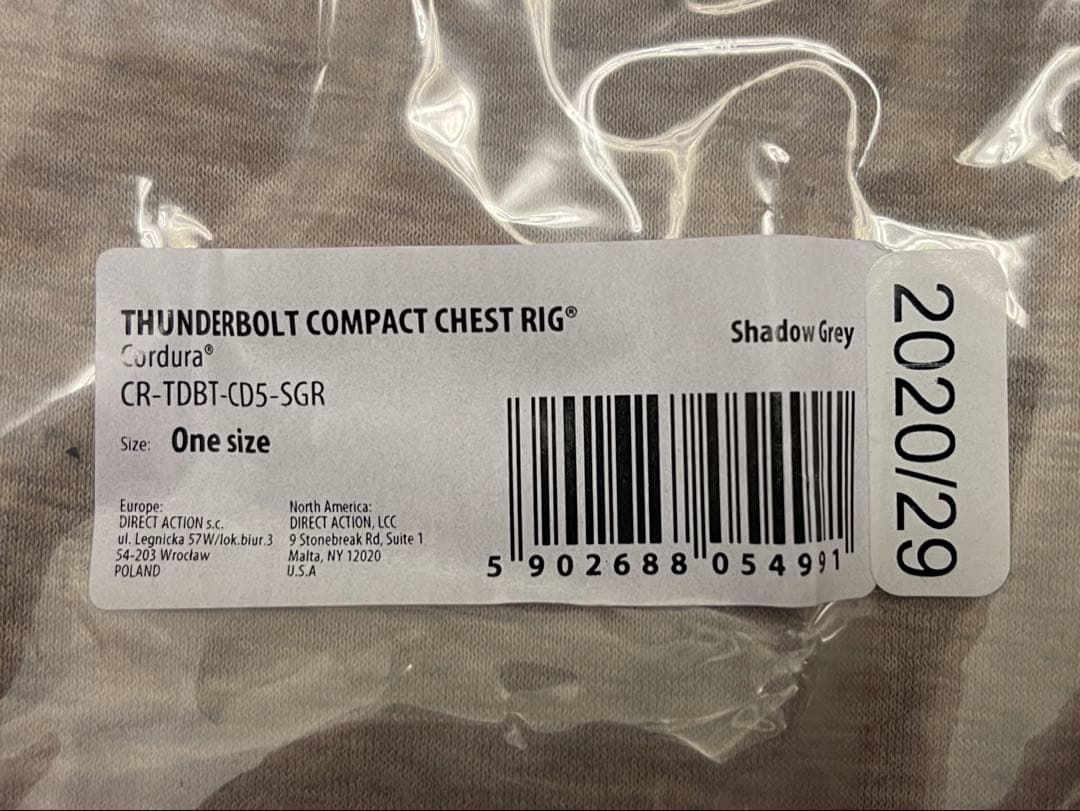 THUNDERBOLT COMPACT CHEST RIG®
Cordura®
CR-TDBT-CD5-SGR
Size: One size
Shadow Grey
Europe:
DIRECT ACTION s.c.
ul. Legnicka 57W/lok.biur.3
54-203 Wrocław
POLAND
North America:
DIRECT ACTION, LCC
9 Stonebreak Rd, Suite 1
Malta, NY 12020
U.S.A
5 902688 054991
2020/29